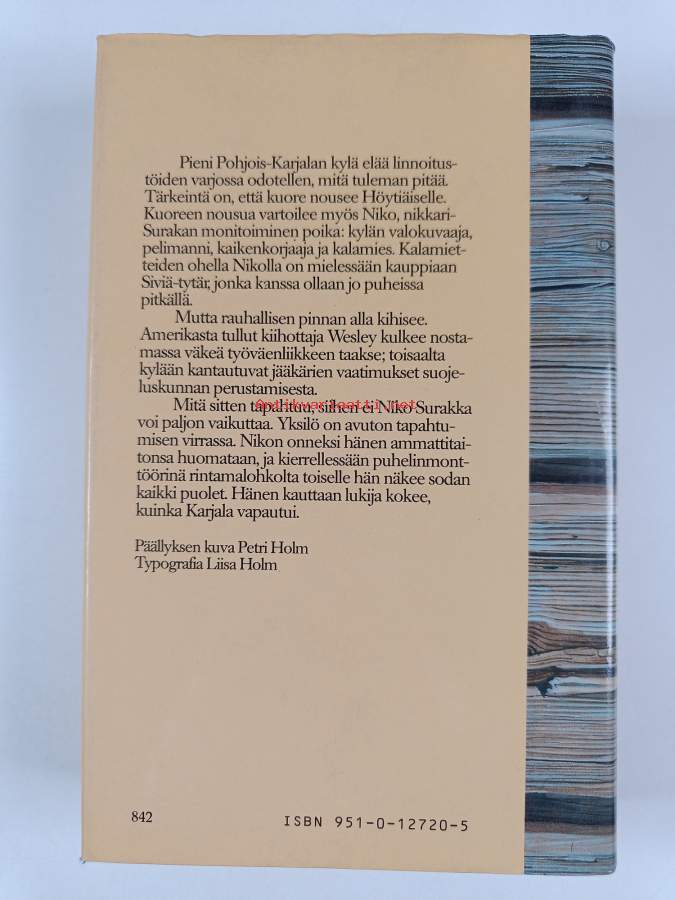 Pieni Pohjois-Karjalan kylä elää linnoitus-
töiden varjossa odotellen, mitä tuleman pitää.
Tärkeintä on, että kuore nousee Höytiäiselle.
Kuoreen nousua vartoilee myös Niko, nikkari-
Surakan monitoiminen poika: kylän valokuvaaja,
pelimanni, kaikenkorjaaja ja kalamies. Kalamiet-
teiden ohella Nikolla on mielessään kauppiaan
Siviä-tytär, jonka kanssa ollaan jo puheissa
pitkällä.
Mutta rauhallisen pinnan alla kihisee.
Amerikasta tullut kiihottaja Wesley kulkee nosta-
massa väkeä työväenliikkeen taakse; toisaalta
kylään kantautuvat jääkärien vaatimukset suoje-
luskunnan perustamisesta.
Mitä sitten tapahtuu, siihen ei Niko Surakka
voi paljon vaikuttaa. Yksilö on avuton tapahtu-
misen virrassa. Nikon onneksi hänen ammattitai-
tonsa huomataan, ja kierrellessään puhelinmont-
töörinä rintamalohkolta toiselle hän näkee sodan
kaikki puolet. Hänen kauttaan lukija kokee,
kuinka Karjala vapautui.
Päällyksen kuva Petri Holm
Typografia Liisa Holm
842
ISBN 951-0-12720-5
Antikvariaatti.net